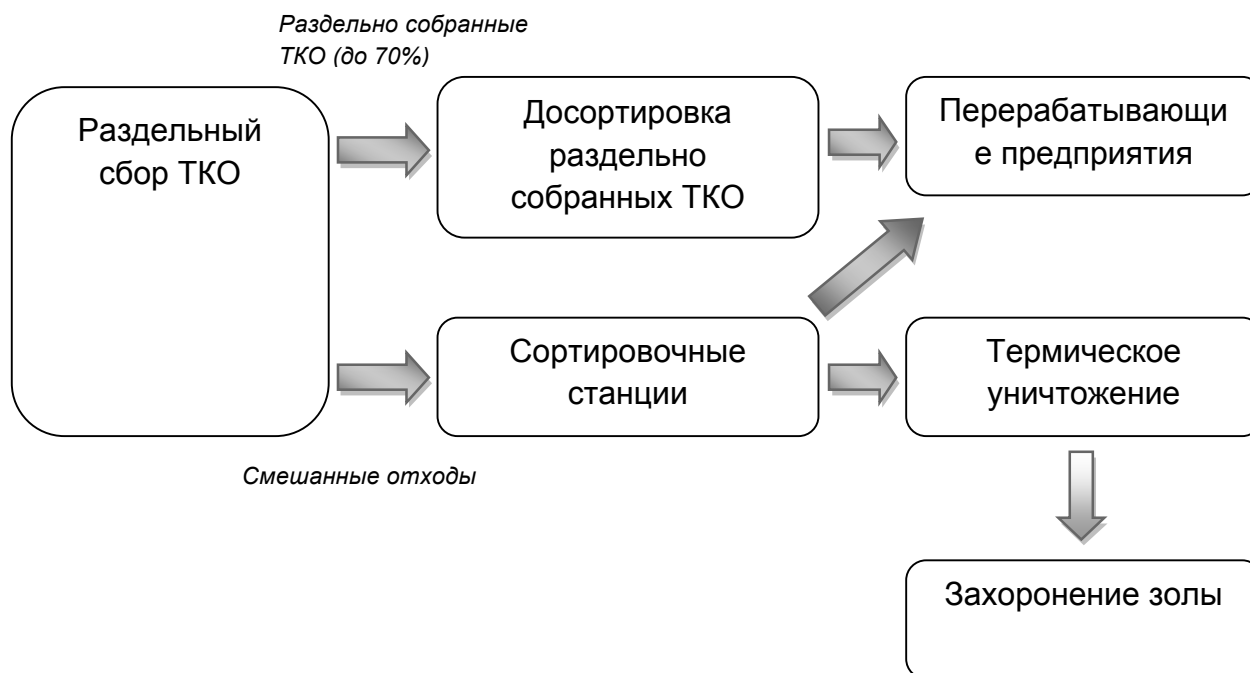 Раздельно собранные
ТКО (до 70%)
Раздельный
сбор ТКО
Досортировка
раздельно
собранных ТКО
Перерабатывающи
е предприятия
Сортировочные
станции
Термическое
уничтожение
Смешанные отходы
Захоронение золы